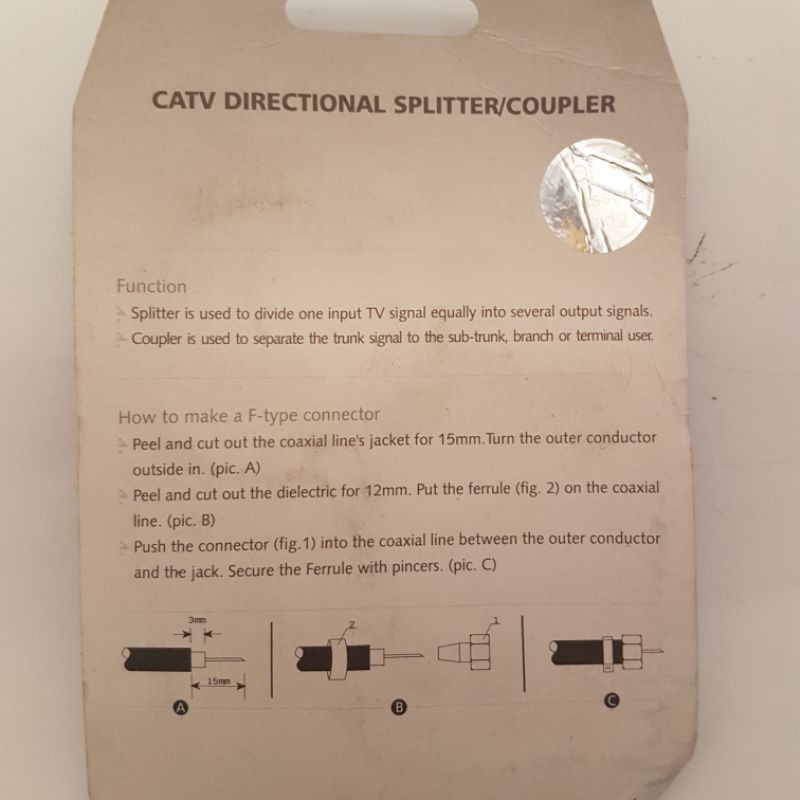 CATV DIRECTIONAL SPLITTER/COUPLER
Function
Splitter is used to divide one input TV signal equally into several output signals.
Coupler is used to separate the trunk signal to the sub-trunk, branch or terminal user.
How to make a F-type connector
Peel and cut out the coaxial line's jacket for 15mm.Turn the outer conductor
outside in. (pic. A)
Peel and cut out the dielectric for 12mm. Put the ferrule (fig. 2) on the coaxial
line. (pic. B)
Push the connector (fig.1) into the coaxial line between the outer conductor
and the jack. Secure the Ferrule with pincers. (pic. C)
3mm
2
1
15mm
A
B
C